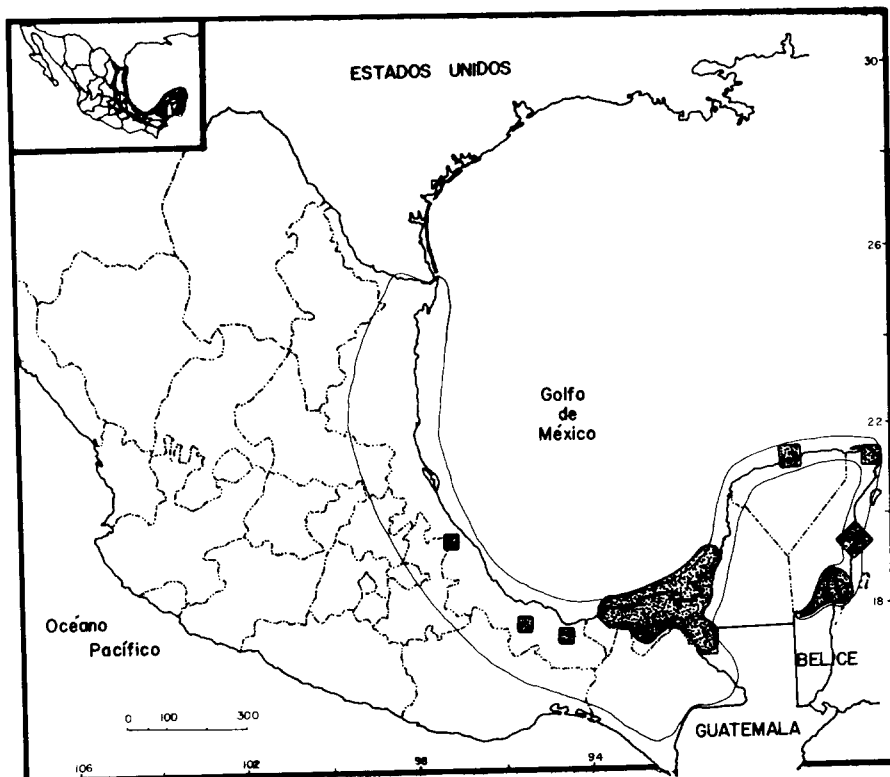 ESTADOS UNIDOS
30
26
Golfo
de
México
22
18
Océano
Pacífico
BELICE
0 100 300
GUATEMALA
106
102
98
94